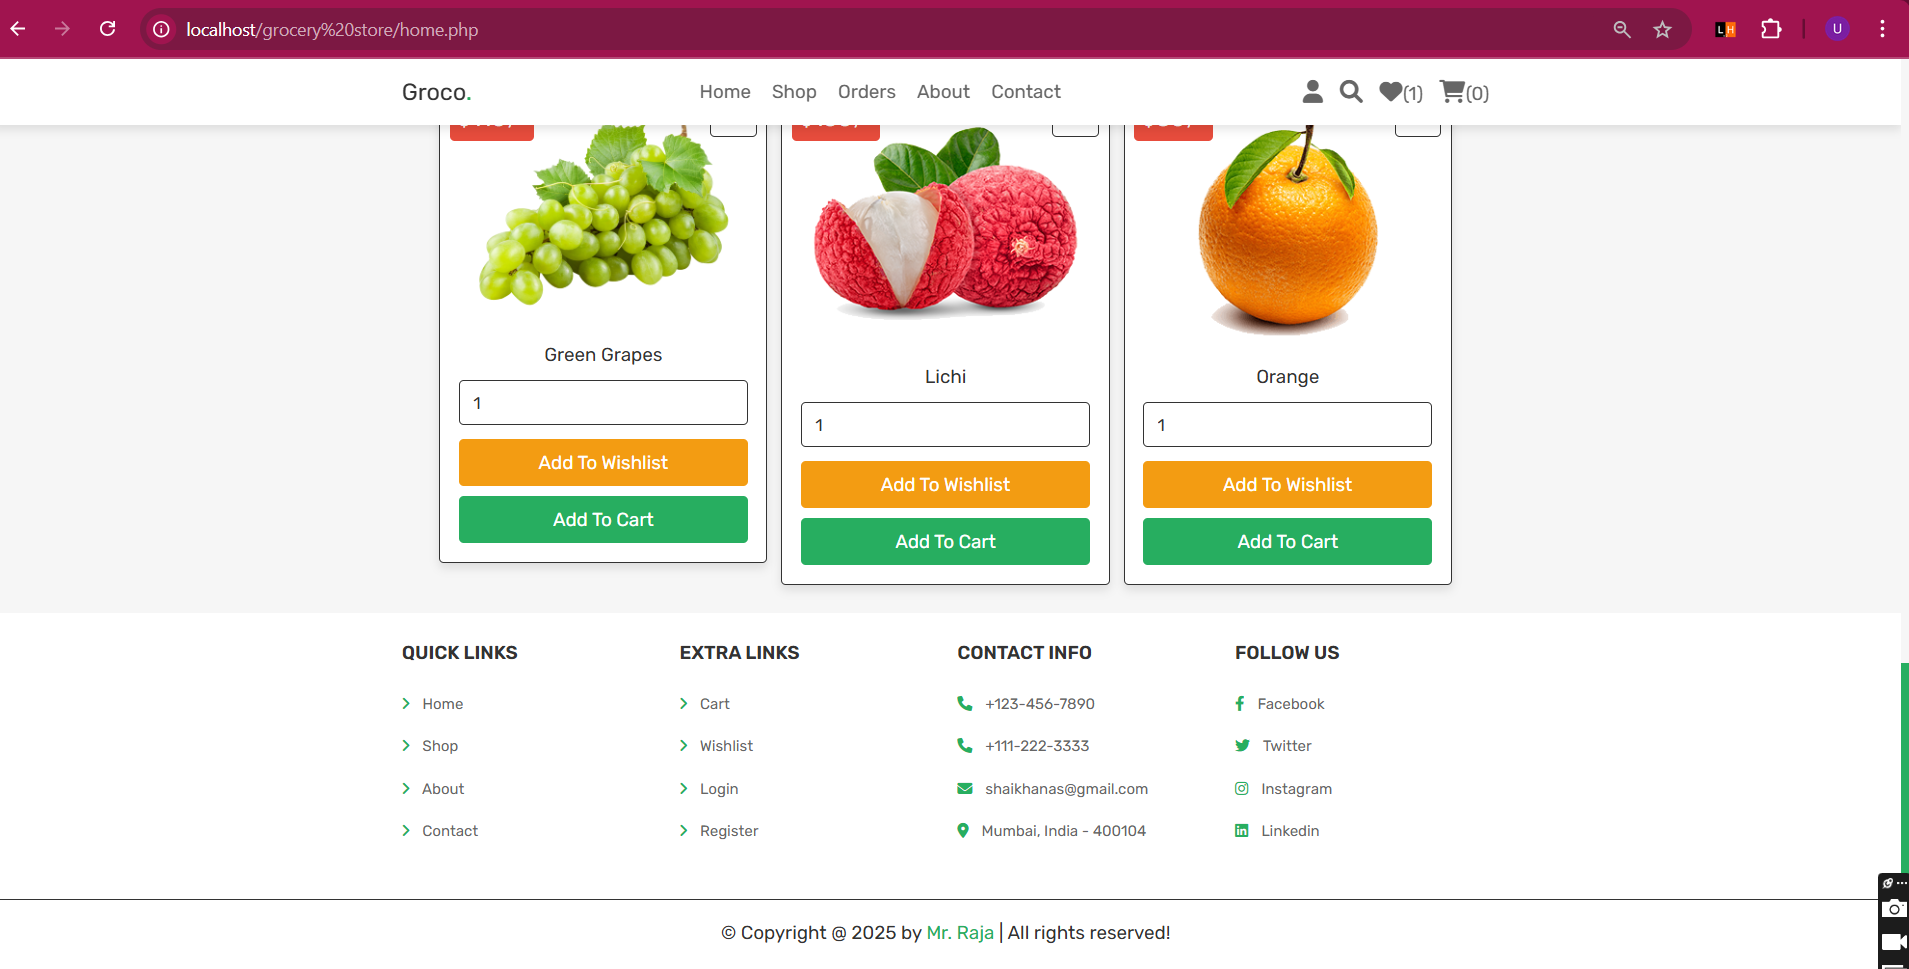 localhost/grocery%20store/home.php
L H
U
Groco.
Home Shop Orders About Contact
(1) (0)
Green Grapes
Lichi
Orange
1
1
1
Add To Wishlist
Add To Wishlist
Add To Wishlist
Add To Cart
Add To Cart
Add To Cart
QUICK LINKS
Home
Shop
About
Contact
EXTRA LINKS
Cart
Wishlist
Login
Register
CONTACT INFO
+123-456-7890
+111-222-3333
shaikhanas@gmail.com
Mumbai, India - 400104
FOLLOW US
Facebook
Twitter
Instagram
Linkedin
© Copyright @ 2025 by Mr. Raja | All rights reserved!